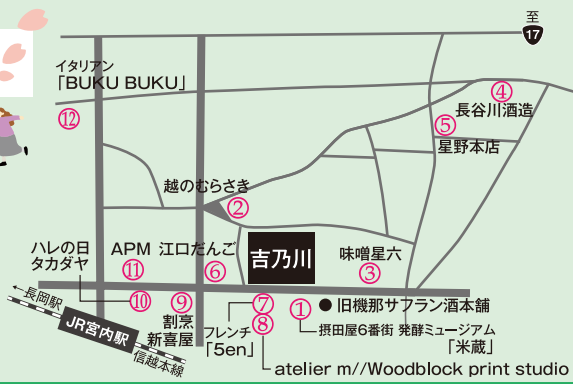 至
17
イタリアン
「BUKU BUKU」
⑫
④
長谷川酒造
⑤
星野本店
越のむらさき
②
ハレの日
タカダヤ
APM
⑪
江口だんご
⑥
吉乃川
味噌星六
③
⑩
⑨
割烹
新喜屋
⑦
⑧
フレンチ
「5en」
①
● 旧機那サフラン酒本舗
摂田屋6番街 発酵ミュージアム
「米蔵」
atelier m//Woodblock print studio
←長岡駅
JR宮内駅
信越本線